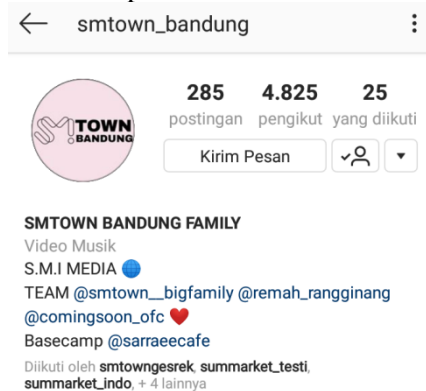 smtown_bandung
285 4.825 25
postingan pengikut yang diikuti
SM TOWN
BANDUNG
Kirim Pesan
SMTOWN BANDUNG FAMILY
Video Musik
S.M.I MEDIA
TEAM @smtown__bigfamily @remah_rangginang
@comingsoon_ofc
Basecamp @sarraeecafe
Diikuti oleh smtowngesrek, summarket_testi,
summarket_indo, + 4 lainnya